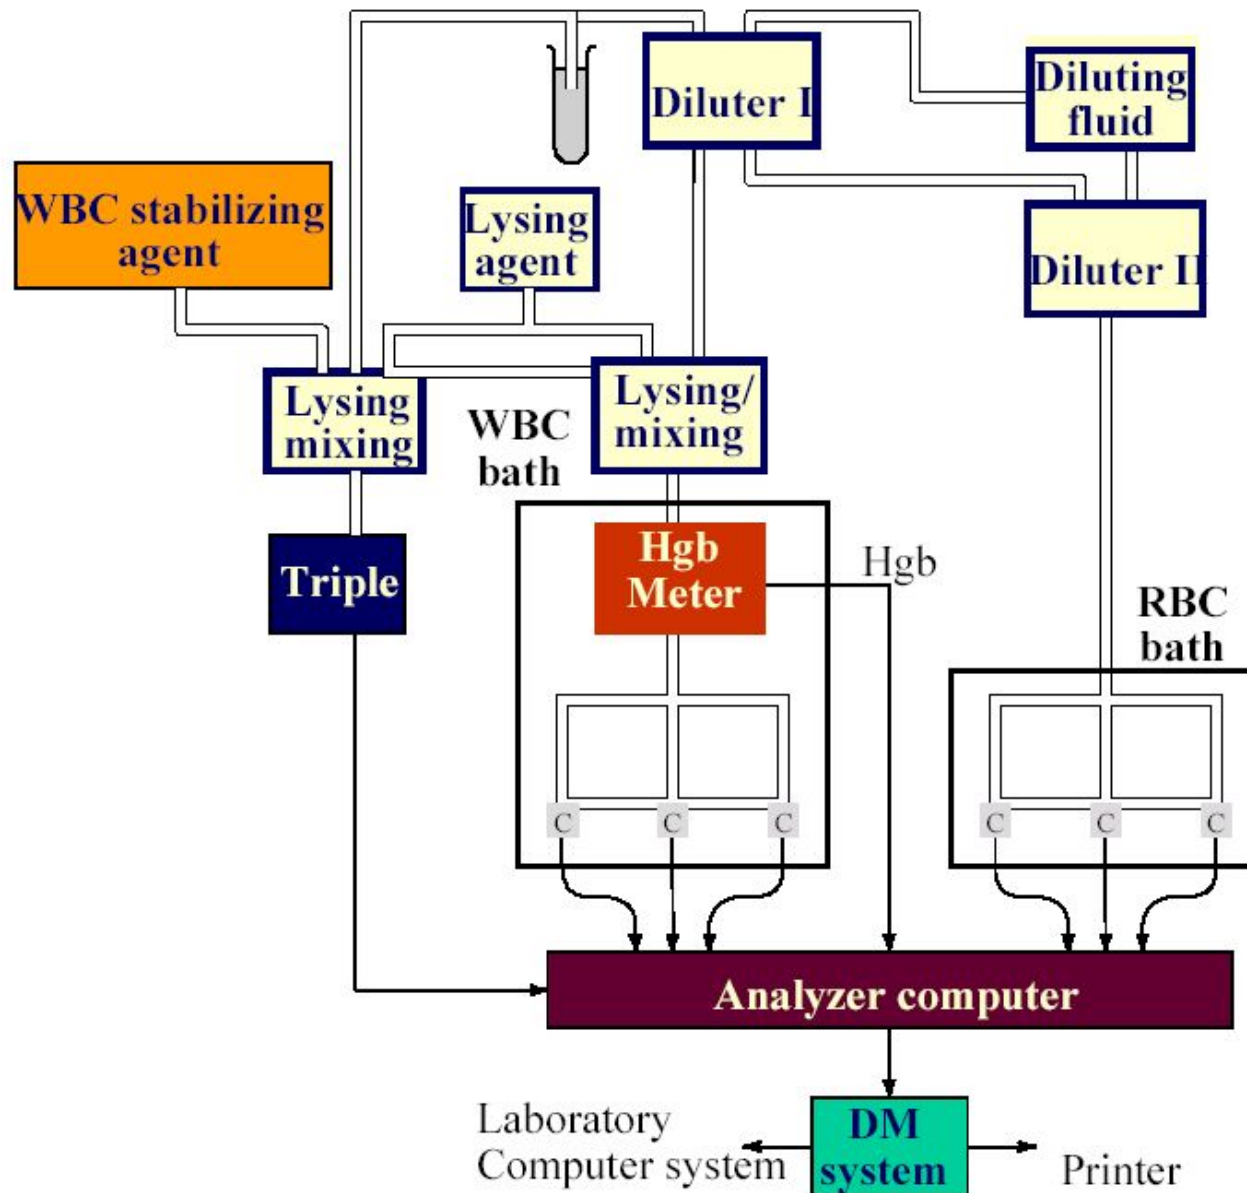 Diluter I
Diluting
fluid
WBC stabilizing
agent
Lysing
agent
Diluter II
Lysing
mixing
WBC
bath
Lysing/
mixing
Triple
Hgb
Meter
Hgb
RBC
bath
C
C
C
C
C
C
Analyzer computer
Laboratory
Computer system
DM
system
Printer